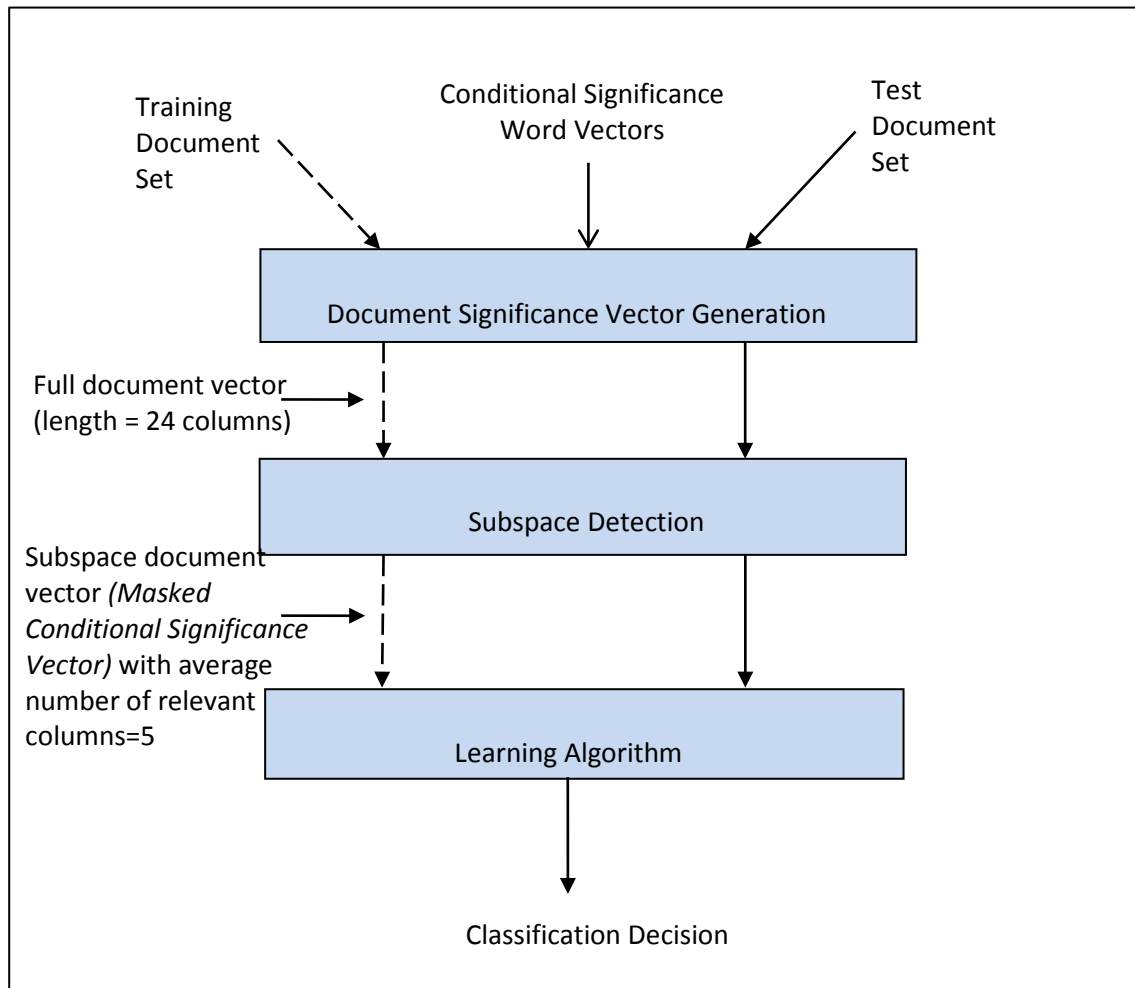 Training
Document
Set
Conditional Significance
Word Vectors
Test
Document
Set
Document Significance Vector Generation
Full document vector
(length = 24 columns)
Subspace Detection
Subspace document
vector (Masked
Conditional Significance
Vector) with average
number of relevant
columns=5
Learning Algorithm
Classification Decision